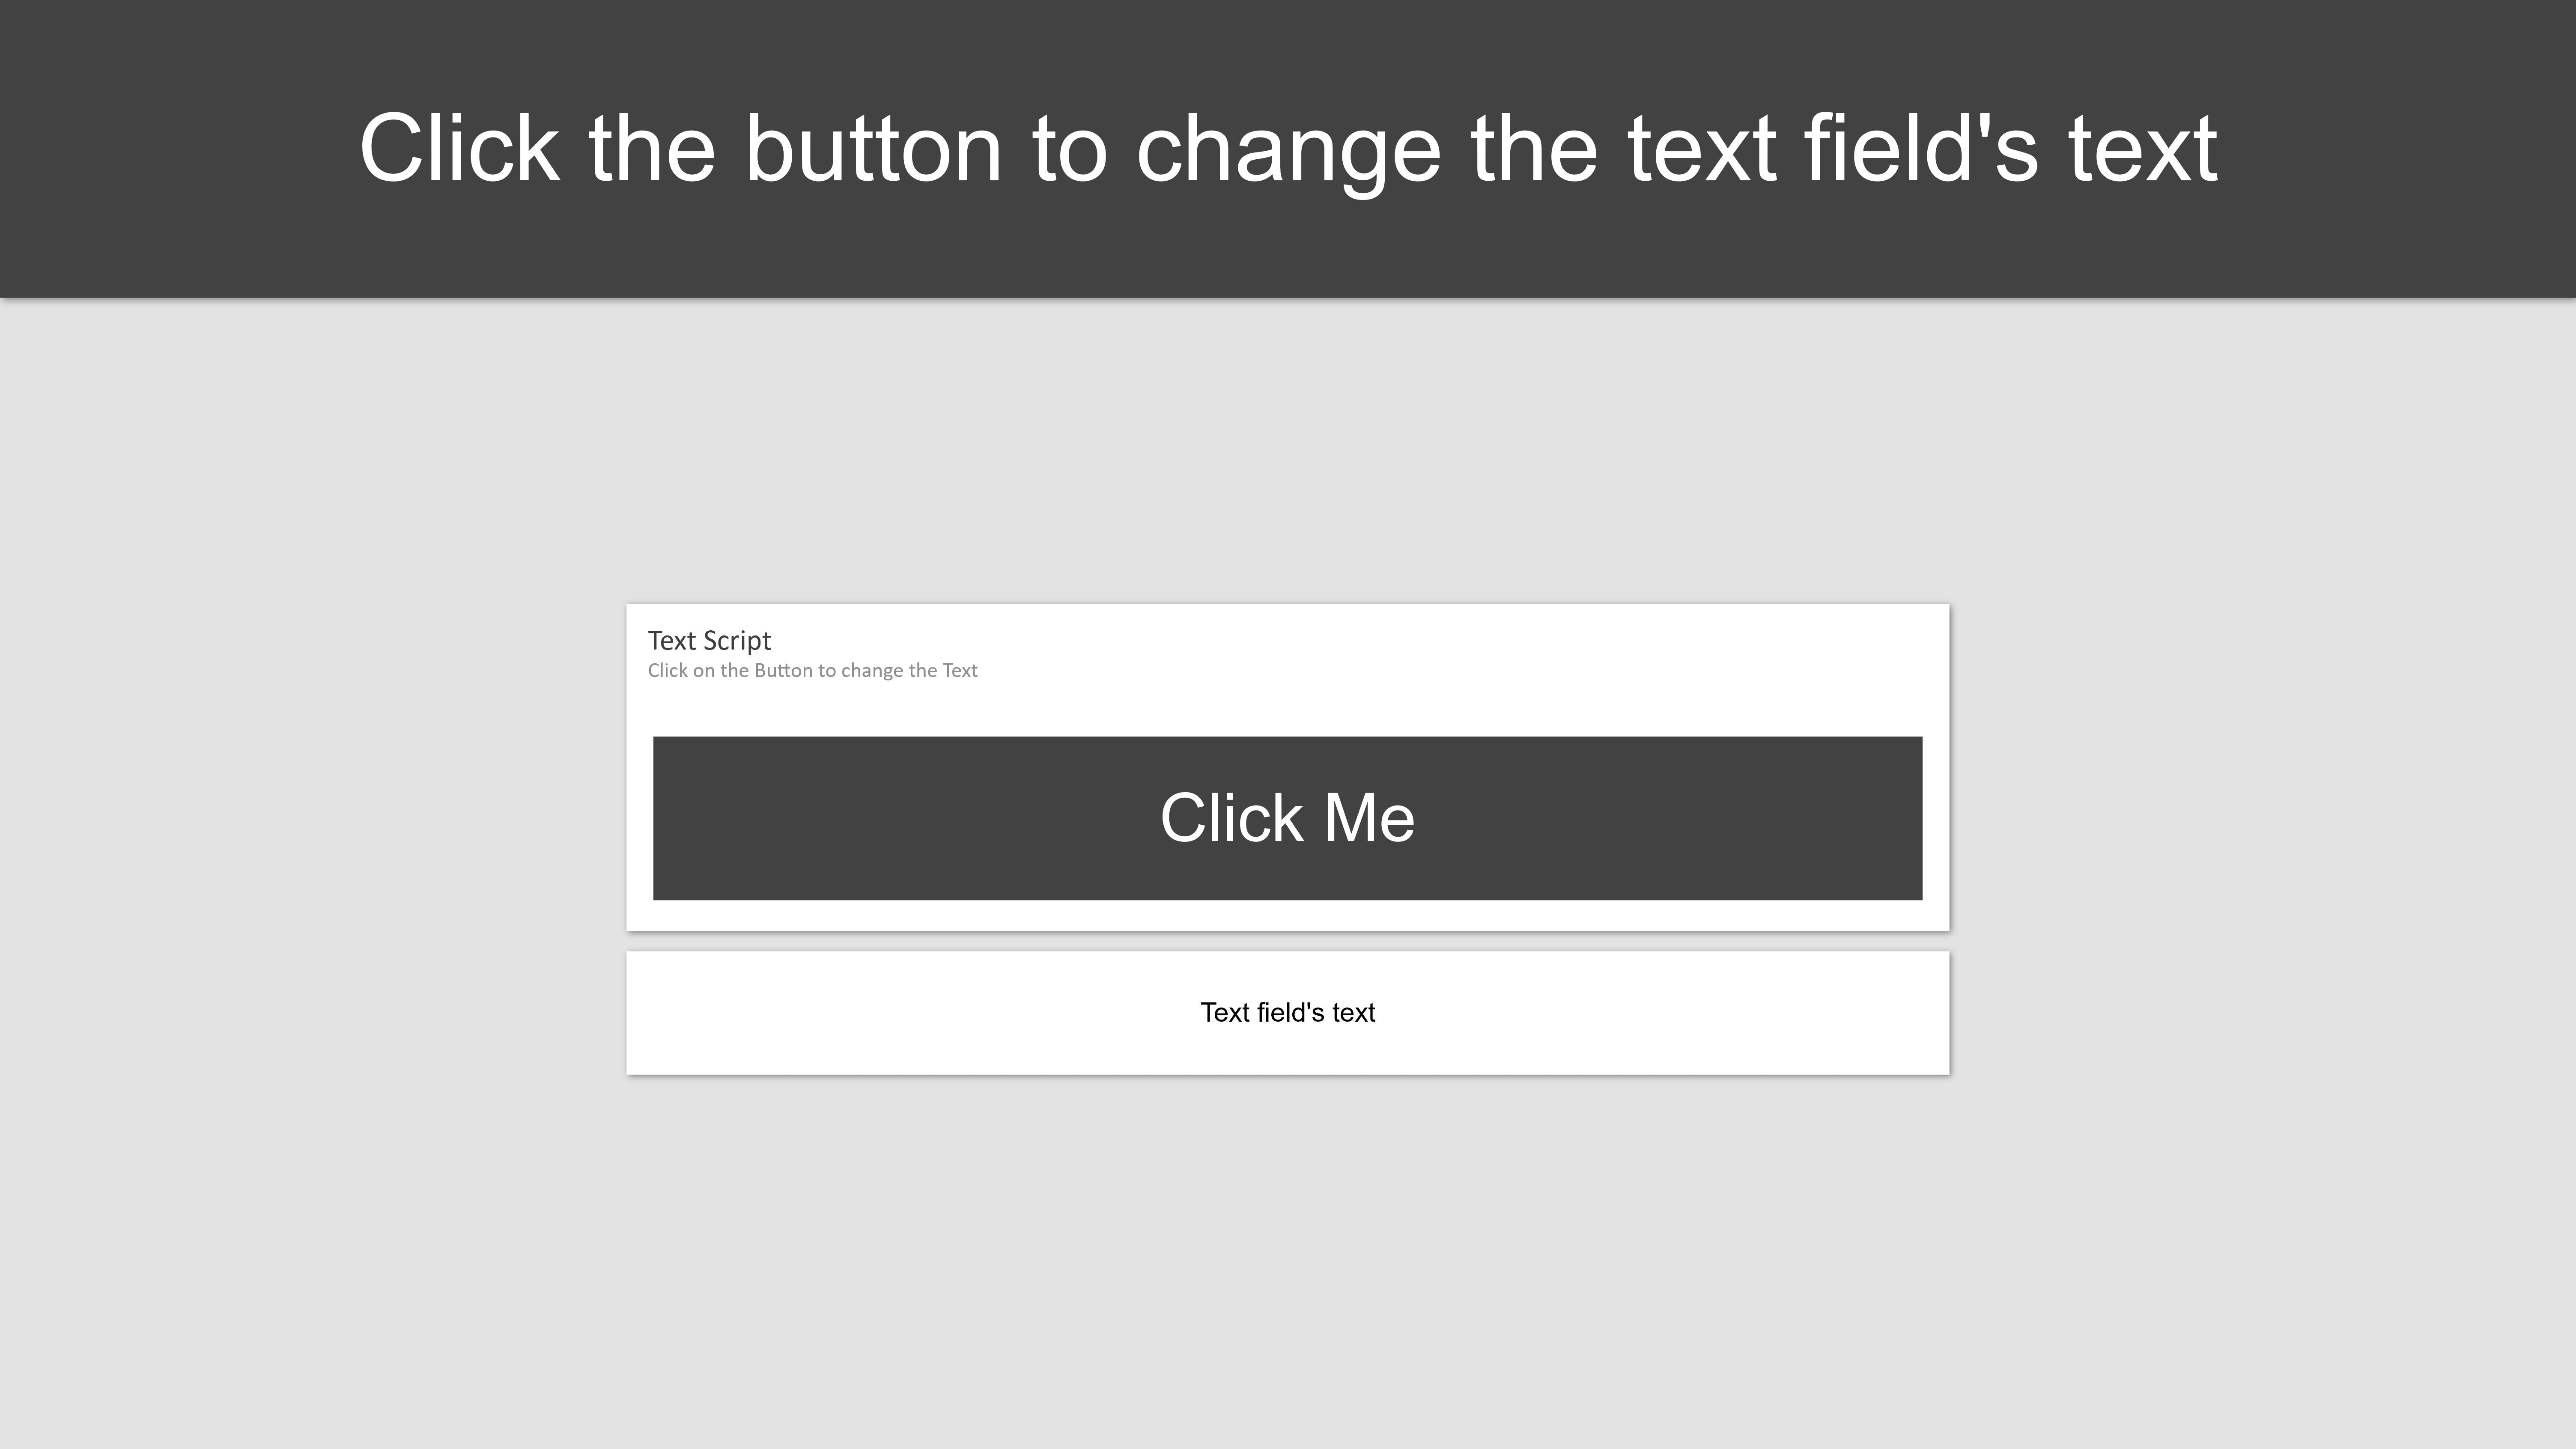 Click the button to change the text field's text
Text Script
Click on the Button to change the Text
Click Me
Text field's text